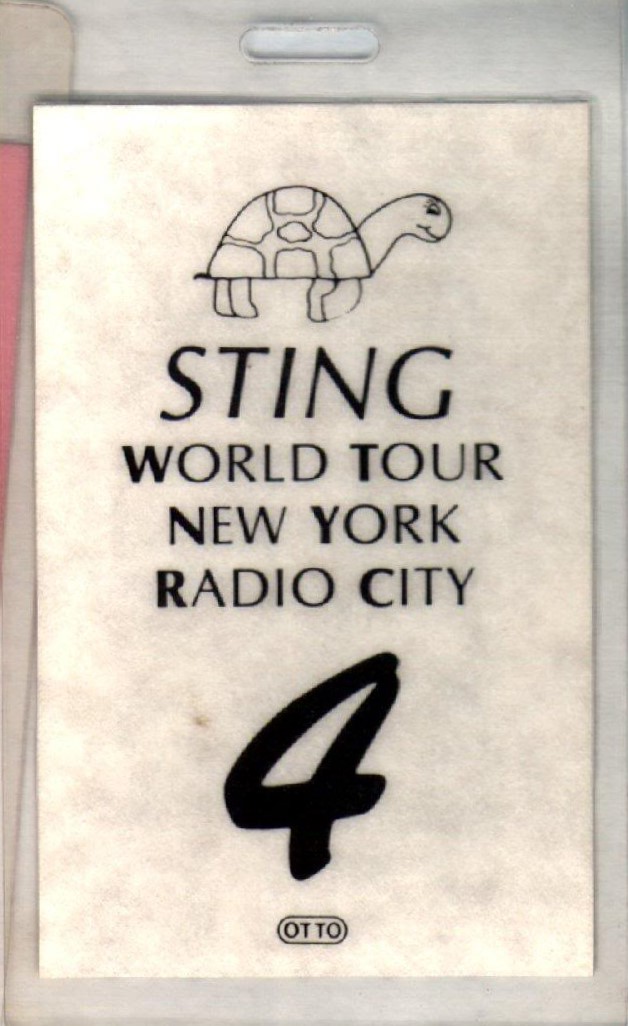 STING
WORLD TOUR
NEW YORK
RADIO CITY
4
OTTO